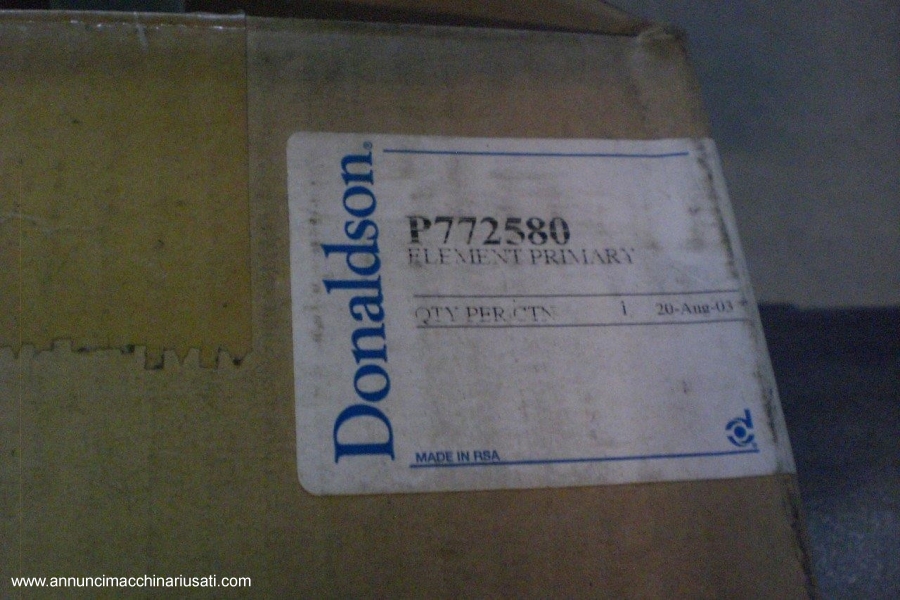 Donaldson®
P772580
ELEMENT PRIMARY
QTY PER CTN 1 20-Aug-03
MADE IN RSA
www.annuncimacchinariusati.com